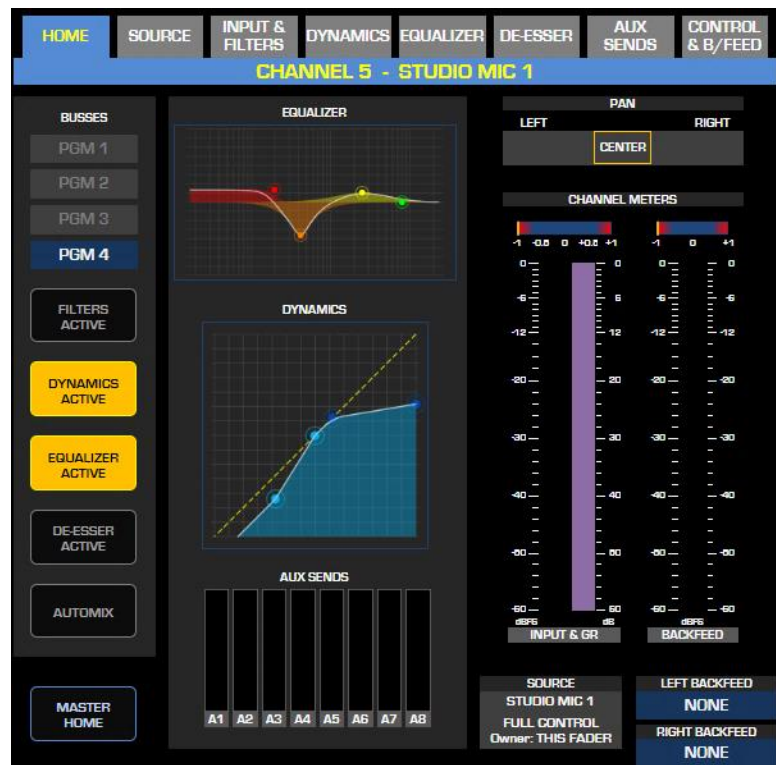 HOME
SOURCE
INPUT &
FILTERS
DYNAMICS
EQUALIZER
DE-ESSER
AUX
SENDS
CONTROL
& B/FEED
CHANNEL 5 - STUDIO MIC 1
BUSSES
PGM 1
PGM 2
PGM 3
PGM 4
FILTERS
ACTIVE
DYNAMICS
ACTIVE
EQUALIZER
ACTIVE
DE-ESSER
ACTIVE
AUTOMIX
MASTER
HOME
EQUALIZER
DYNAMICS
AUX SENDS
A1 A2 A3 A4 A5 A6 A7 A8
PAN
LEFT RIGHT
CENTER
CHANNEL METERS
-1 -0.8 0 +0.8 +1 -1 0 +1
0 0 0 0
-6 6 -6 -6
-12 12 -12 -12
-20 20 -20 -20
-30 30 -30 -30
-40 40 -40 -40
-50 50 -50 -50
-60 60 -60 -60
dBFS dB dBFS
INPUT & GR BACKFEED
SOURCE
STUDIO MIC 1
FULL CONTROL
Owner: THIS FADER
LEFT BACKFEED
NONE
RIGHT BACKFEED
NONE